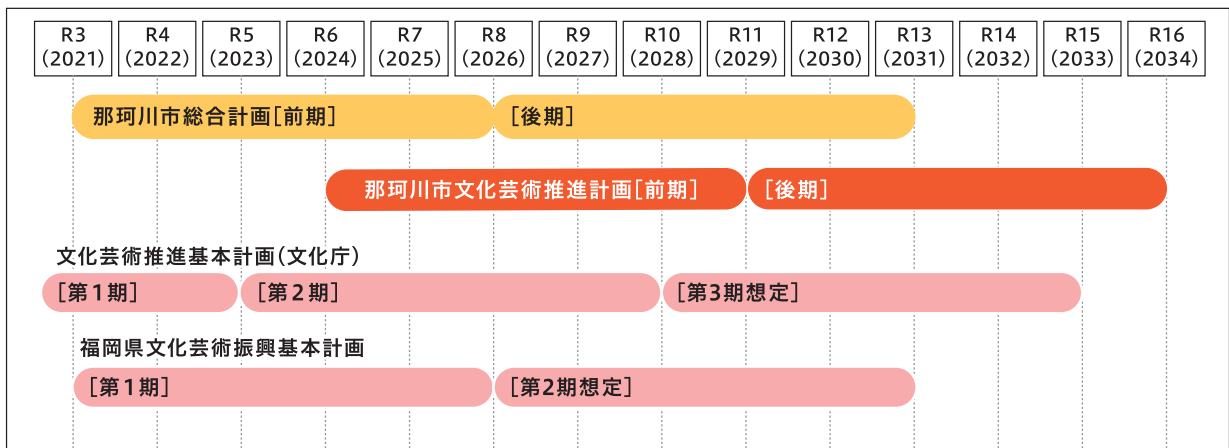 R3 R4 R5 R6 R7 R8 R9 R10 R11 R12 R13 R14 R15 R16
(2021) (2022) (2023) (2024) (2025) (2026) (2027) (2028) (2029) (2030) (2031) (2032) (2033) (2034)
那珂川市総合計画[前期] [後期]
那珂川市文化芸術推進計画[前期] [後期]
文化芸術推進基本計画(文化庁)
[第1期] [第2期] [第3期想定]
福岡県文化芸術振興基本計画
[第1期] [第2期想定]